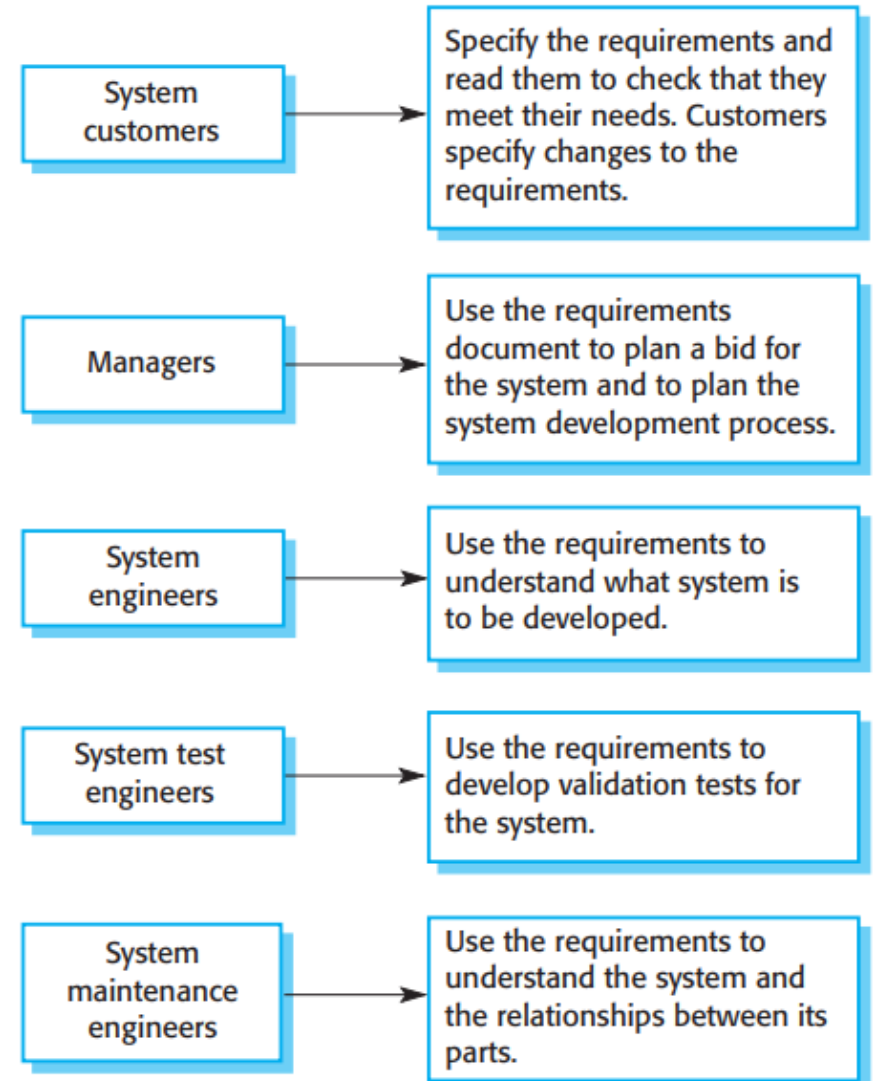 System
customers
Specify the requirements and
read them to check that they
meet their needs. Customers
specify changes to the
requirements.
Managers
Use the requirements
document to plan a bid for
the system and to plan the
system development process.
System
engineers
Use the requirements to
understand what system is
to be developed.
System test
engineers
Use the requirements to
develop validation tests for
the system.
System
maintenance
engineers
Use the requirements to
understand the system and
the relationships between its
parts.